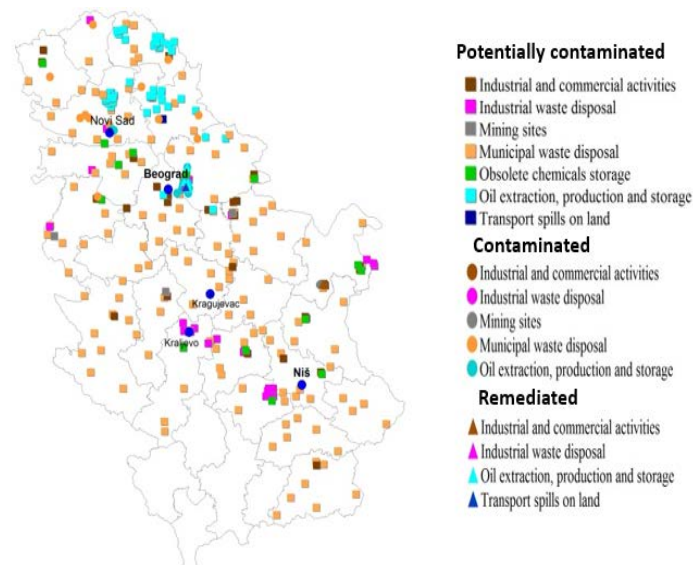 Novi Sad
Beograd
Kragujevac
Kraljevo
Niš
Potentially contaminated
Industrial and commercial activities
Industrial waste disposal
Mining sites
Municipal waste disposal
Obsolete chemicals storage
Oil extraction, production and storage
Transport spills on land
Contaminated
Industrial and commercial activities
Industrial waste disposal
Mining sites
Municipal waste disposal
Oil extraction, production and storage
Remediated
Industrial and commercial activities
Industrial waste disposal
Oil extraction, production and storage
Transport spills on land